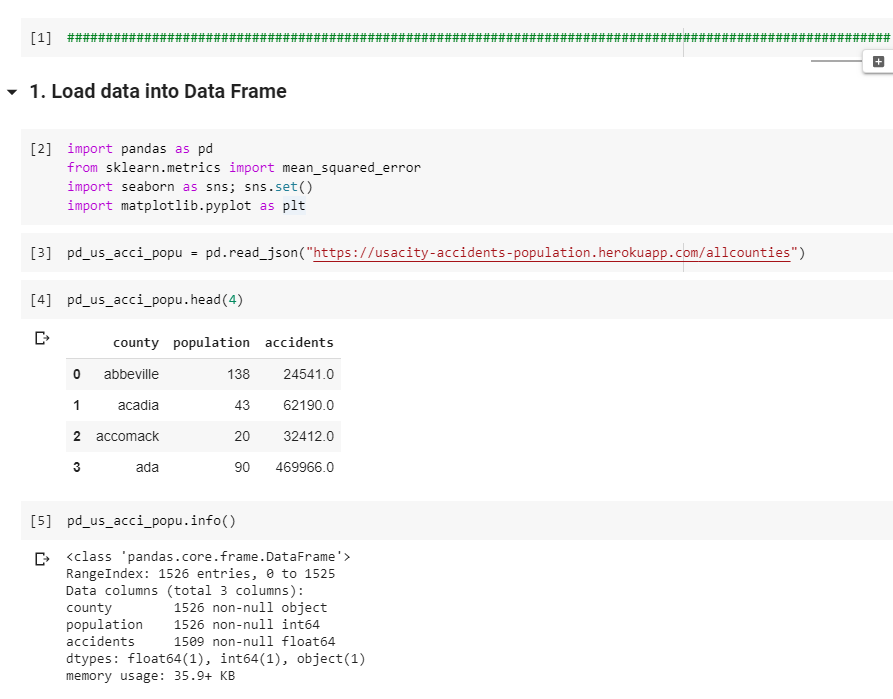 [1] ###########################################################################################################
1. Load data into Data Frame
[2] import pandas as pd
from sklearn.metrics import mean_squared_error
import seaborn as sns; sns.set()
import matplotlib.pyplot as plt
[3] pd_us_acci_popu = pd.read_json("https://usacity-accidents-population.herokuapp.com/allcounties")
[4] pd_us_acci_popu.head(4)
county population accidents
0 abbeville 138 24541.0
1 acadia 43 62190.0
2 accomack 20 32412.0
3 ada 90 469966.0
[5] pd_us_acci_popu.info()
<class 'pandas.core.frame.DataFrame'>
RangeIndex: 1526 entries, 0 to 1525
Data columns (total 3 columns):
county 1526 non-null object
population 1526 non-null int64
accidents 1509 non-null float64
dtypes: float64(1), int64(1), object(1)
memory usage: 35.9+ KB